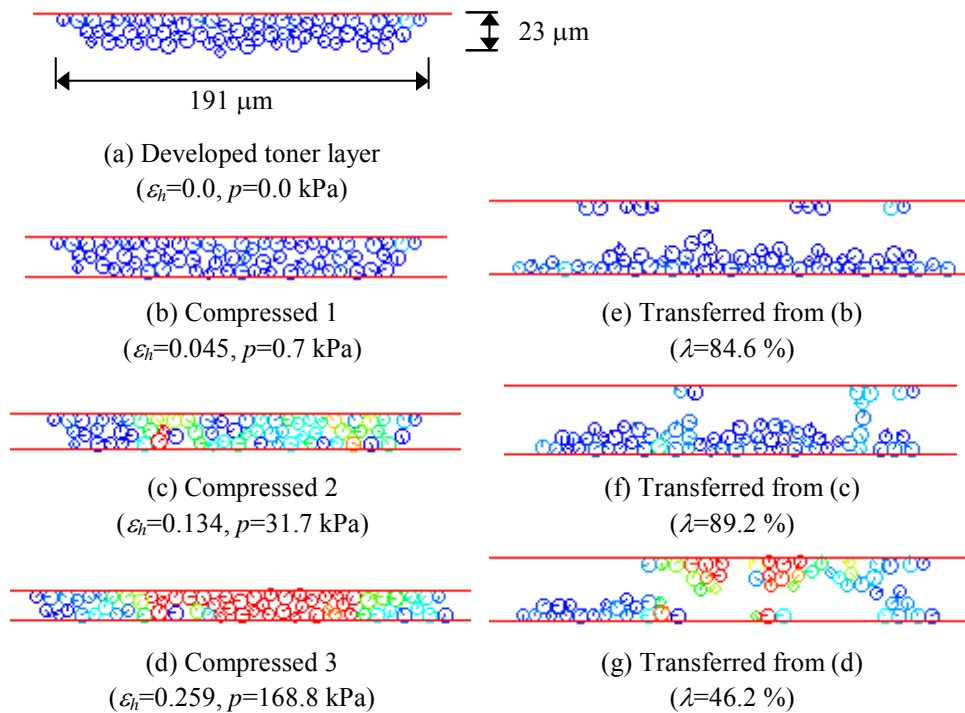 23 μm
191 μm
(a) Developed toner layer
(εh=0.0, p=0.0 kPa)
(b) Compressed 1
(εh=0.045, p=0.7 kPa)
(c) Compressed 2
(εh=0.134, p=31.7 kPa)
(d) Compressed 3
(εh=0.259, p=168.8 kPa)
(e) Transferred from (b)
(λ=84.6 %)
(f) Transferred from (c)
(λ=89.2 %)
(g) Transferred from (d)
(λ=46.2 %)